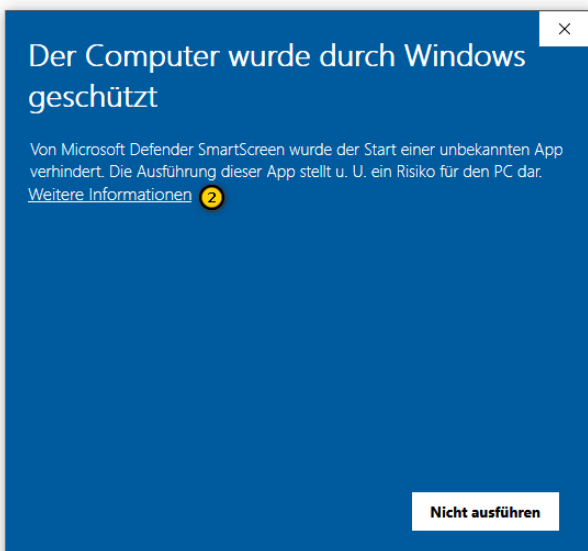 Der Computer wurde durch Windows
geschützt
Von Microsoft Defender SmartScreen wurde der Start einer unbekannten App
verhindert. Die Ausführung dieser App stellt u. U. ein Risiko für den PC dar.
Weitere Informationen 2
Nicht ausführen